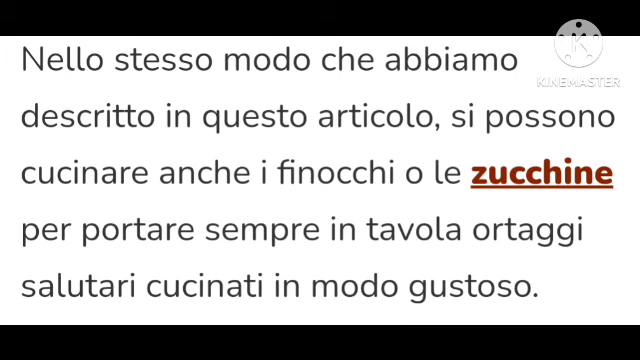 KINEMASTER
Nello stesso modo che abbiamo
descritto in questo articolo, si possono
cucinare anche i finocchi o le zucchine
per portare sempre in tavola ortaggi
salutari cucinati in modo gustoso.